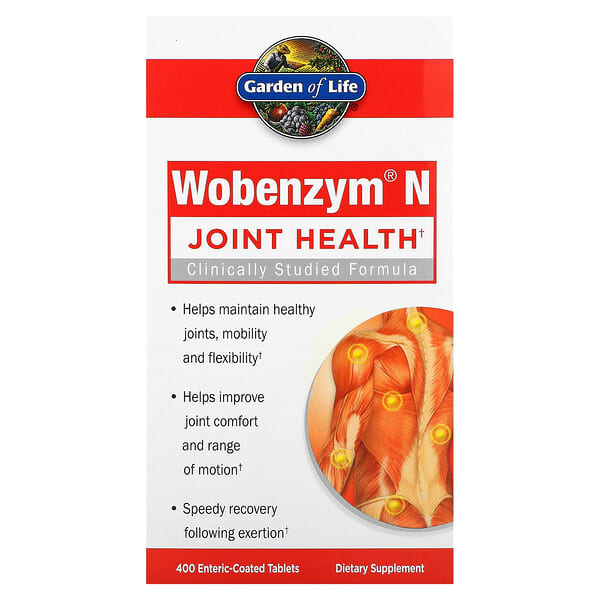 Garden of Life®
Wobenzym® N
JOINT HEALTH†
Clinically Studied Formula
• Helps maintain healthy
joints, mobility
and flexibility†
• Helps improve
joint comfort
and range
of motion†
• Speedy recovery
following exertion†
400 Enteric-Coated Tablets
Dietary Supplement